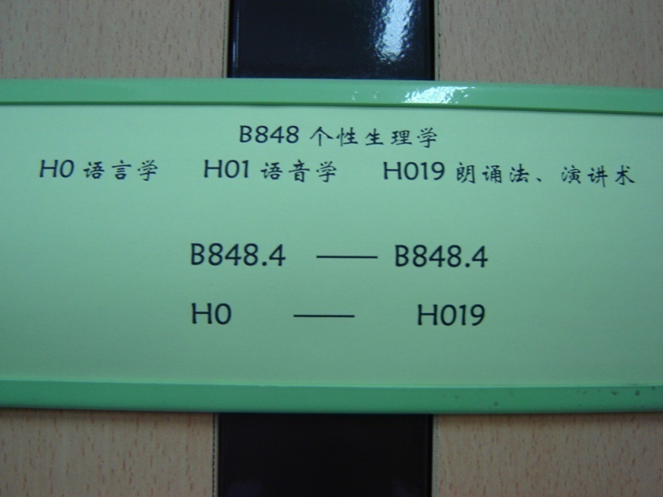 B848 个性生理学
H0 语言学 H01 语音学 H019 朗诵法、演讲术
B848.4 —— B848.4
H0 —— H019